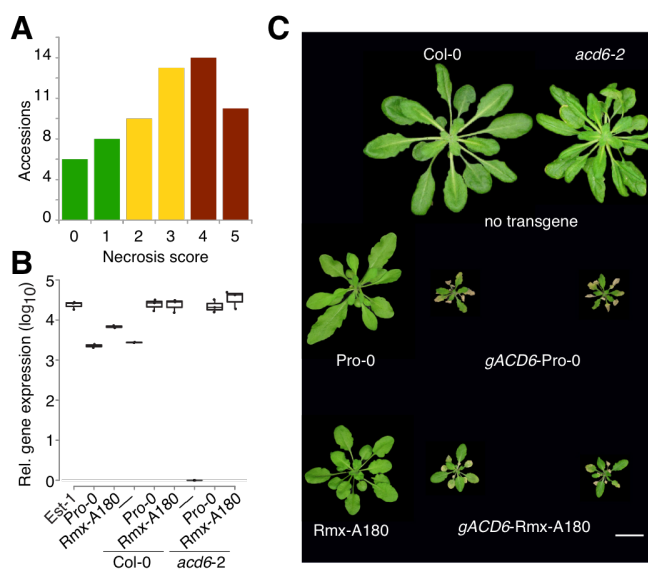 A
14
11
8
4
0
Accessions
0 1 2 3 4 5
Necrosis score
B
5
4
3
2
1
0
Rel. gene expression (log10)
Est-1
Pro-0
Rmx-A180
—
Pro-0
Rmx-A180
—
Pro-0
Rmx-A180
Col-0 acd6-2
C
Col-0 acd6-2
no transgene
Pro-0 gACD6-Pro-0
Rmx-A180 gACD6-Rmx-A180